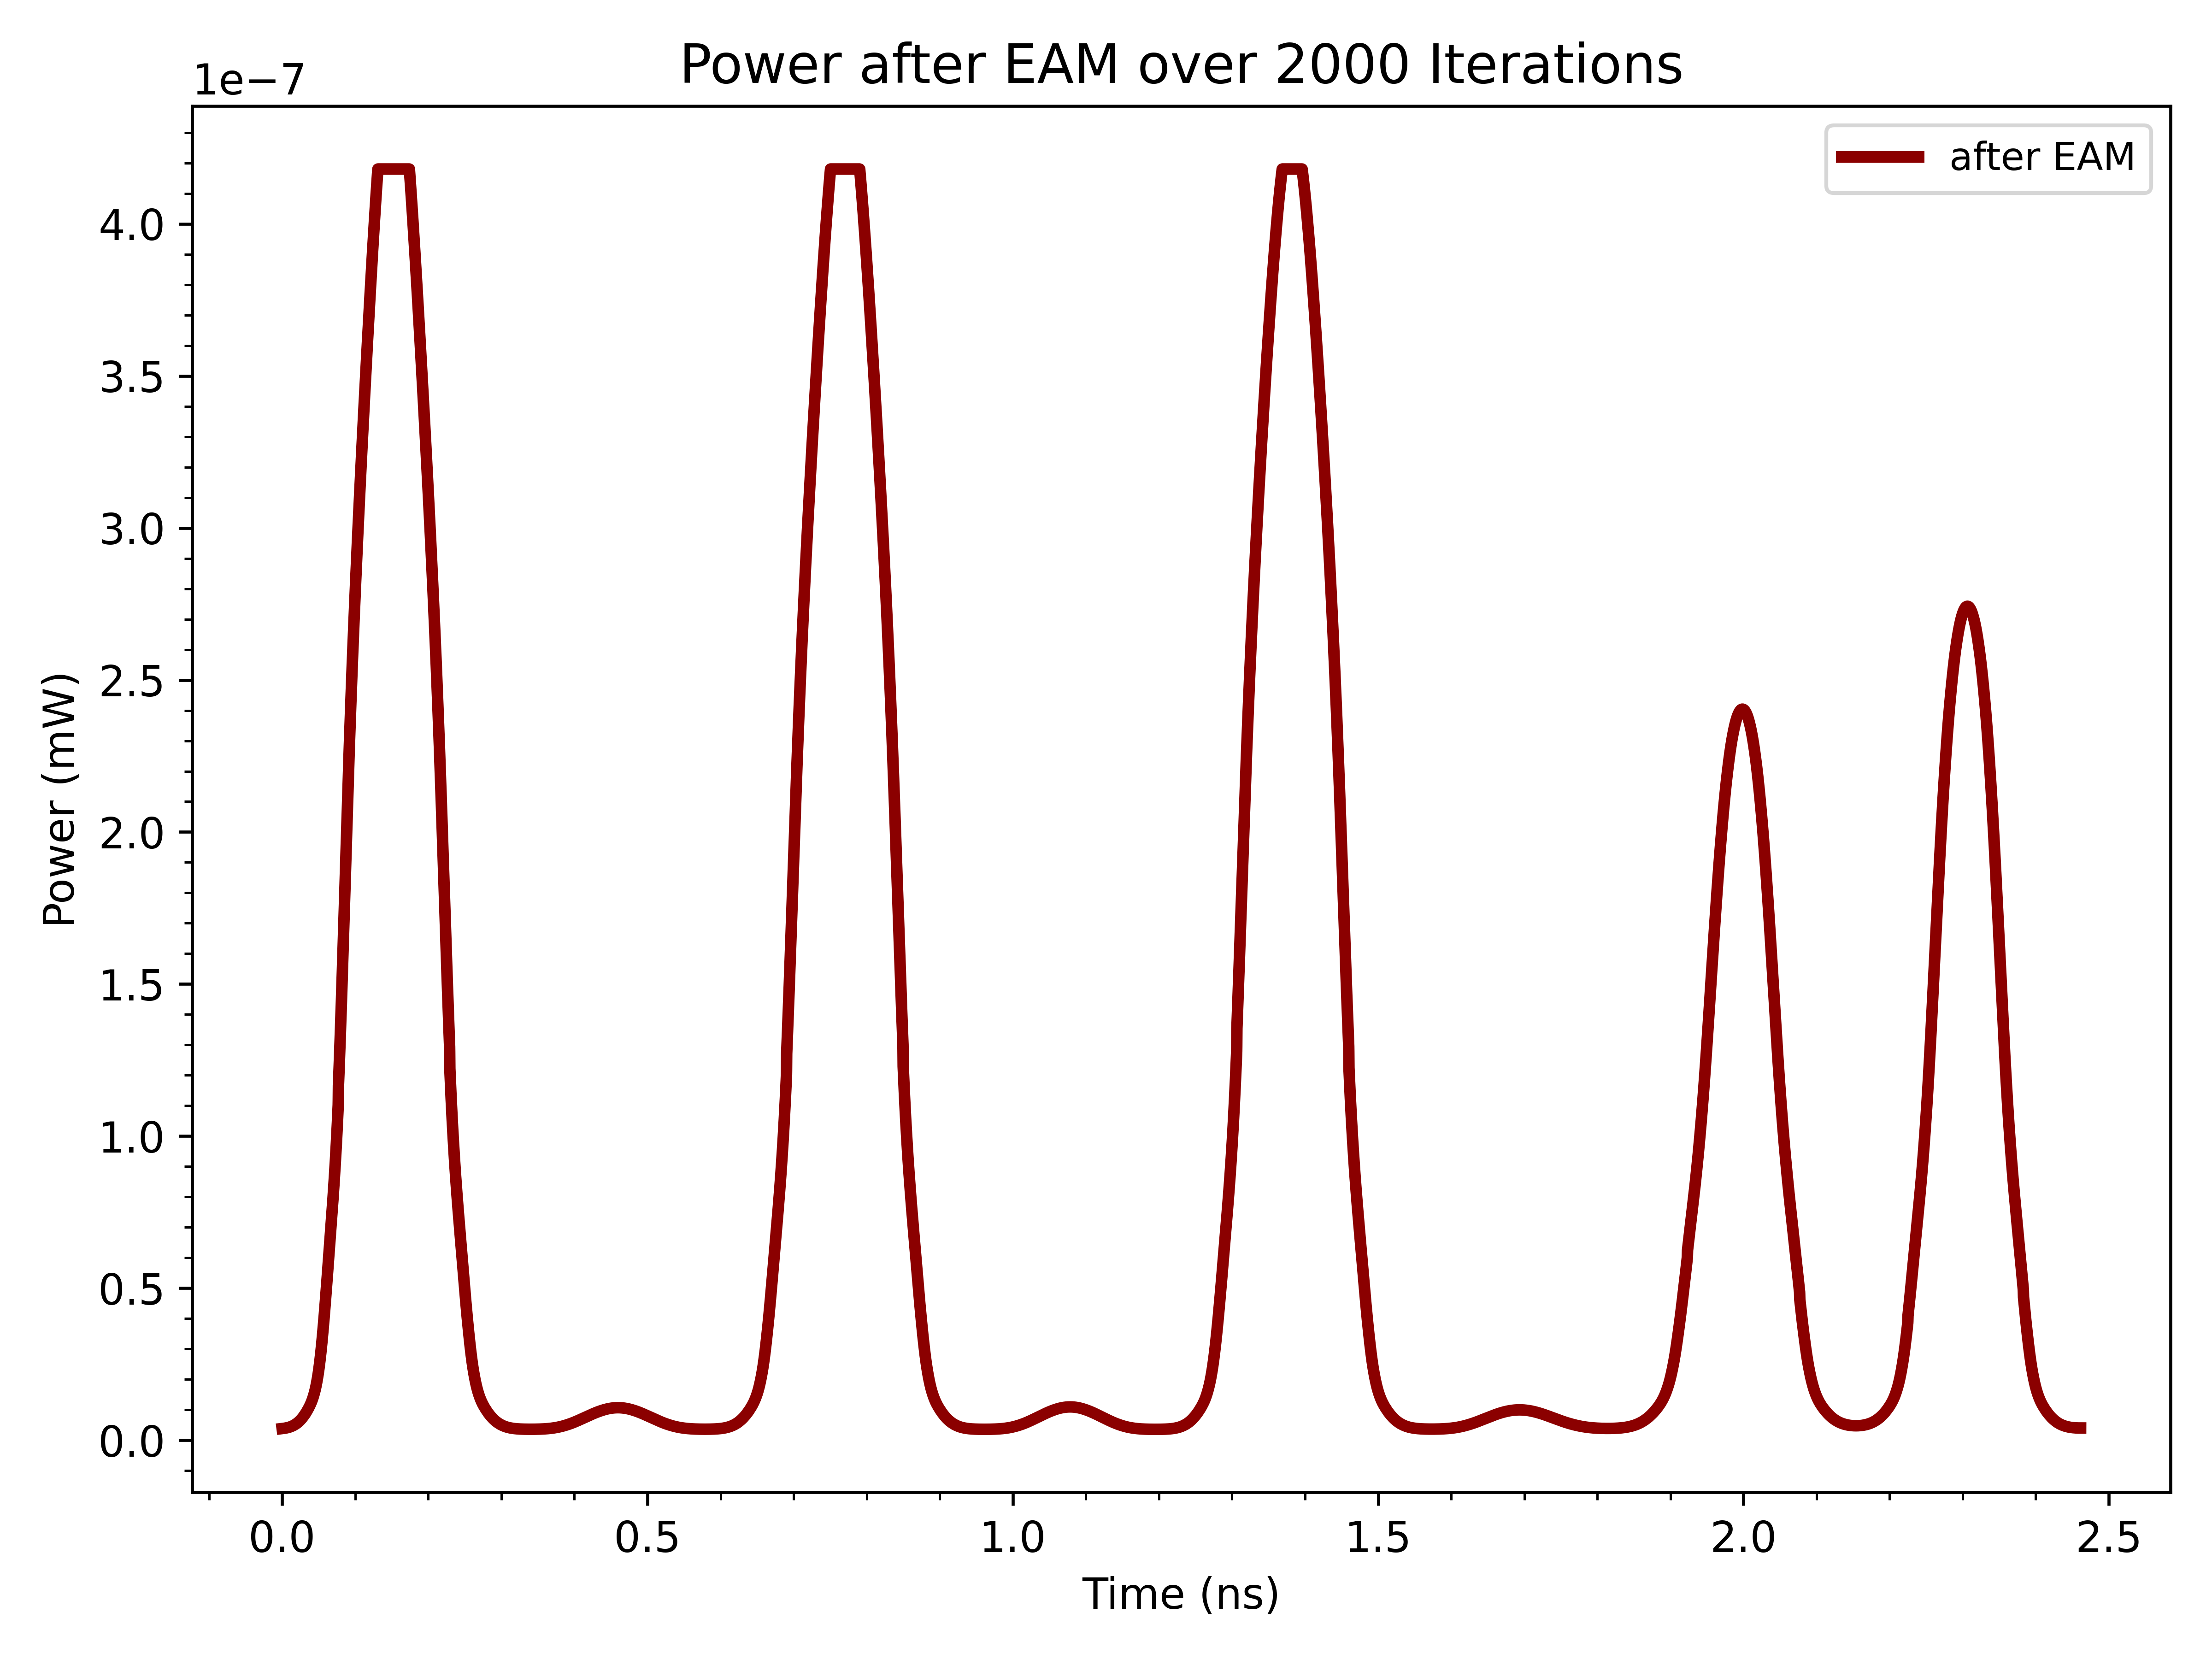 Power after EAM over 2000 Iterations
1e−7
after EAM
4.0
3.5
3.0
2.5
2.0
1.5
1.0
0.5
0.0
Power (mW)
0.0 0.5 1.0 1.5 2.0 2.5
Time (ns)